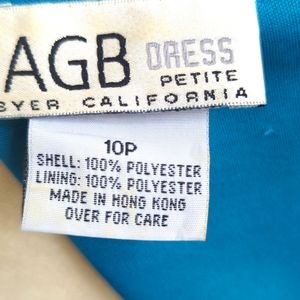 AGB DRESS
PETITE
BYER CALIFORNIA
10P
SHELL: 100% POLYESTER
LINING: 100% POLYESTER
MADE IN HONG KONG
OVER FOR CARE